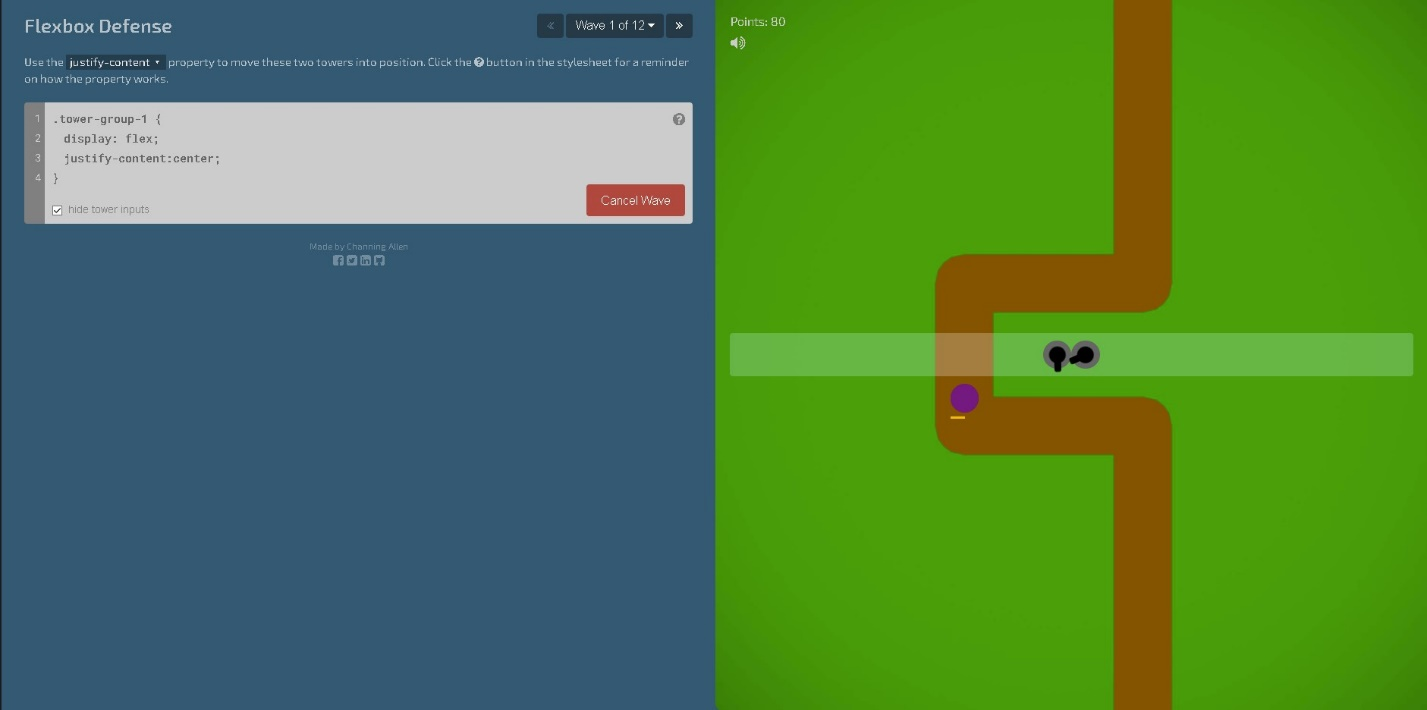 Flexbox Defense
« Wave 1 of 12 »
Use the justify-content property to move these two towers into position. Click the ? button in the stylesheet for a reminder
on how the property works.
1 .tower-group-1 {
2 display: flex;
3 justify-content:center;
4 }
?
hide tower inputs
Cancel Wave
Made by Channing Allen
Points: 80